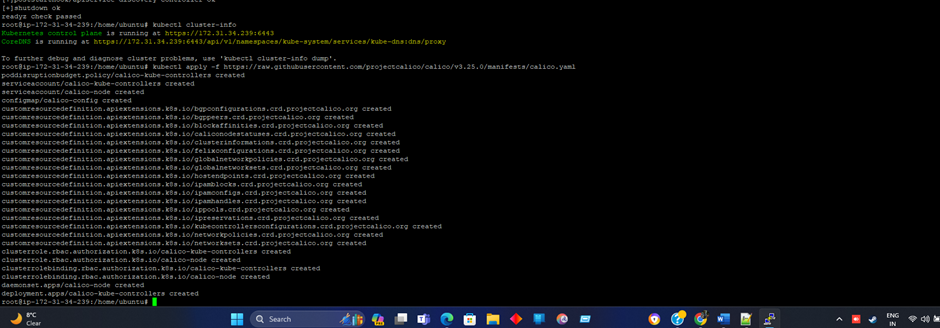 [+]shutdown ok
readyz check passed
root@ip-172-31-34-239:/home/ubuntu# kubectl cluster-info
Kubernetes control plane is running at https://172.31.34.239:6443
CoreDNS is running at https://172.31.34.239:6443/api/v1/namespaces/kube-system/services/kube-dns:dns/proxy
To further debug and diagnose cluster problems, use 'kubectl cluster-info dump'.
root@ip-172-31-34-239:/home/ubuntu# kubectl apply -f https://raw.githubusercontent.com/projectcalico/calico/v3.25.0/manifests/calico.yaml
poddisruptionbudget.policy/calico-kube-controllers created
serviceaccount/calico-kube-controllers created
serviceaccount/calico-node created
configmap/calico-config created
customresourcedefinition.apiextensions.k8s.io/bgpconfigurations.crd.projectcalico.org created
customresourcedefinition.apiextensions.k8s.io/bgppeers.crd.projectcalico.org created
customresourcedefinition.apiextensions.k8s.io/blockaffinities.crd.projectcalico.org created
customresourcedefinition.apiextensions.k8s.io/caliconodestatuses.crd.projectcalico.org created
customresourcedefinition.apiextensions.k8s.io/clusterinformations.crd.projectcalico.org created
customresourcedefinition.apiextensions.k8s.io/felixconfigurations.crd.projectcalico.org created
customresourcedefinition.apiextensions.k8s.io/globalnetworkpolicies.crd.projectcalico.org created
customresourcedefinition.apiextensions.k8s.io/globalnetworksets.crd.projectcalico.org created
customresourcedefinition.apiextensions.k8s.io/hostendpoints.crd.projectcalico.org created
customresourcedefinition.apiextensions.k8s.io/ipamblocks.crd.projectcalico.org created
customresourcedefinition.apiextensions.k8s.io/ipamconfigs.crd.projectcalico.org created
customresourcedefinition.apiextensions.k8s.io/ipamhandles.crd.projectcalico.org created
customresourcedefinition.apiextensions.k8s.io/ippools.crd.projectcalico.org created
customresourcedefinition.apiextensions.k8s.io/ipreservations.crd.projectcalico.org created
customresourcedefinition.apiextensions.k8s.io/kubecontrollersconfigurations.crd.projectcalico.org created
customresourcedefinition.apiextensions.k8s.io/networkpolicies.crd.projectcalico.org created
customresourcedefinition.apiextensions.k8s.io/networksets.crd.projectcalico.org created
clusterrole.rbac.authorization.k8s.io/calico-kube-controllers created
clusterrole.rbac.authorization.k8s.io/calico-node created
clusterrolebinding.rbac.authorization.k8s.io/calico-kube-controllers created
clusterrolebinding.rbac.authorization.k8s.io/calico-node created
daemonset.apps/calico-node created
deployment.apps/calico-kube-controllers created
root@ip-172-31-34-239:/home/ubuntu#
8°C
Clear
Search
ENG
IN